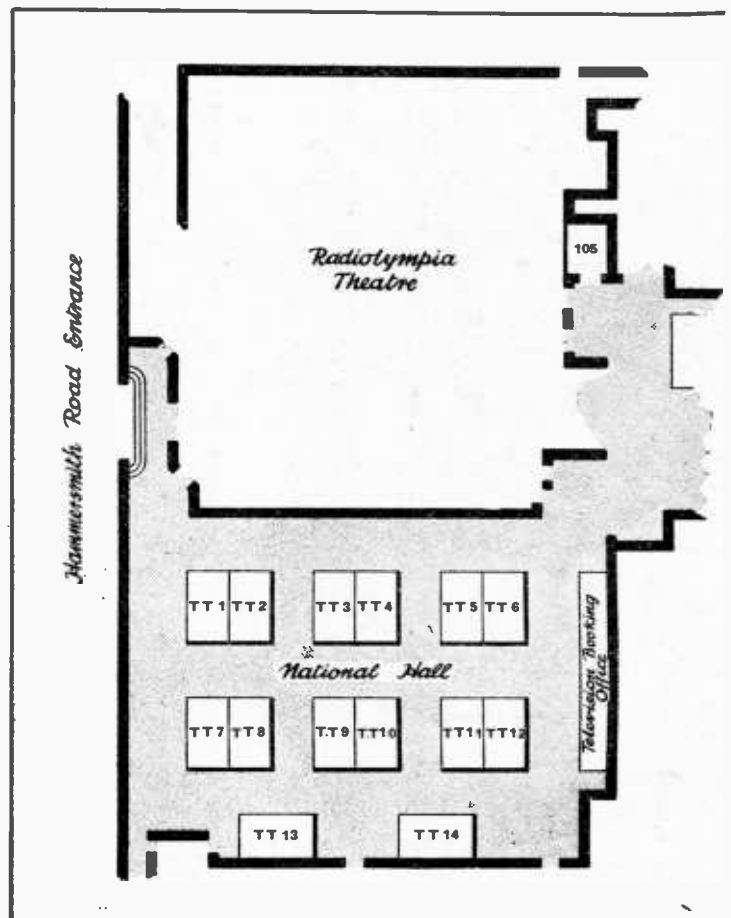 Radiolympia
Theatre
105
Hammersmith Road Entrance
TT 1 TT 2 TT 3 TT 4 TT 5 TT 6
National Hall
Television Booking
Office
TT 7 TT 8 T.T 9 T.T 10 TT 11 TT 12
TT 13 TT 14